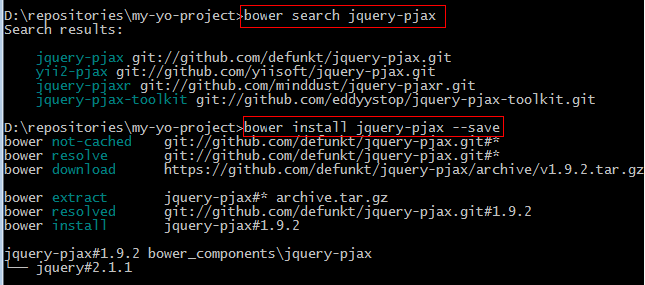 D:\repositories\my-yo-project>bower search jquery-pjax
Search results:
jquery-pjax git://github.com/defunkt/jquery-pjax.git
yii2-pjax git://github.com/yiisoft/jquery-pjax.git
jquery-pjaxr git://github.com/minddust/jquery-pjaxr.git
jquery-pjax-toolkit git://github.com/eddyystop/jquery-pjax-toolkit.git
D:\repositories\my-yo-project>bower install jquery-pjax --save
bower not-cached git://github.com/defunkt/jquery-pjax.git#*
bower resolve git://github.com/defunkt/jquery-pjax.git#*
bower download https://github.com/defunkt/jquery-pjax/archive/v1.9.2.tar.gz
bower extract jquery-pjax#* archive.tar.gz
bower resolved git://github.com/defunkt/jquery-pjax.git#1.9.2
bower install jquery-pjax#1.9.2
jquery-pjax#1.9.2 bower_components\jquery-pjax
└── jquery#2.1.1